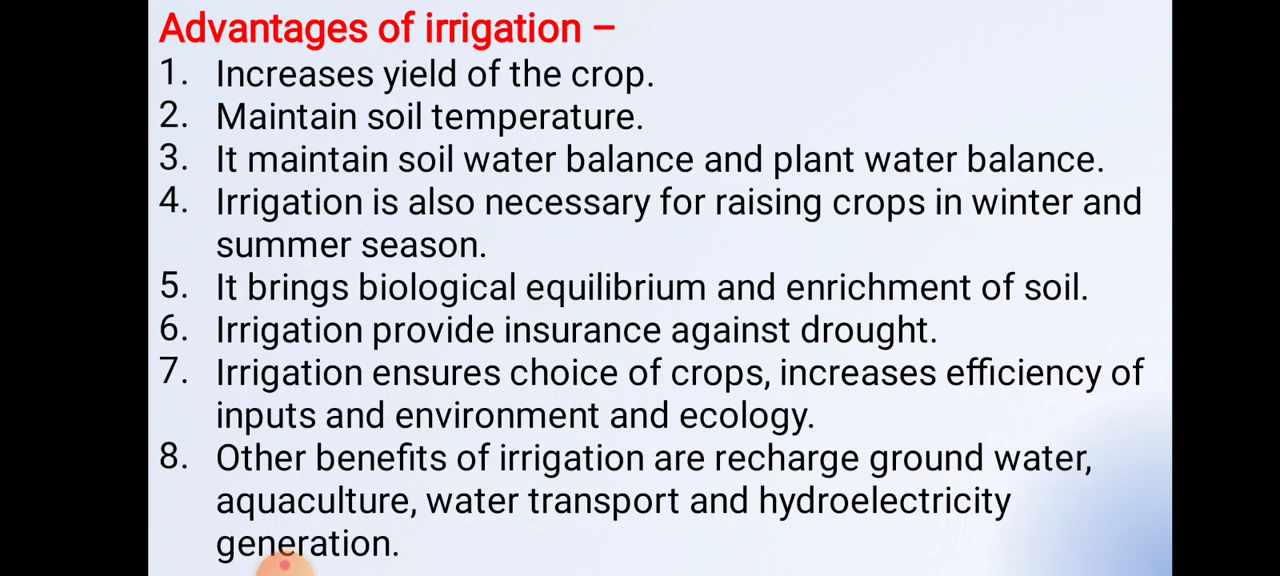 Advantages of irrigation –
1. Increases yield of the crop.
2. Maintain soil temperature.
3. It maintain soil water balance and plant water balance.
4. Irrigation is also necessary for raising crops in winter and
summer season.
5. It brings biological equilibrium and enrichment of soil.
6. Irrigation provide insurance against drought.
7. Irrigation ensures choice of crops, increases efficiency of
inputs and environment and ecology.
8. Other benefits of irrigation are recharge ground water,
aquaculture, water transport and hydroelectricity
generation.